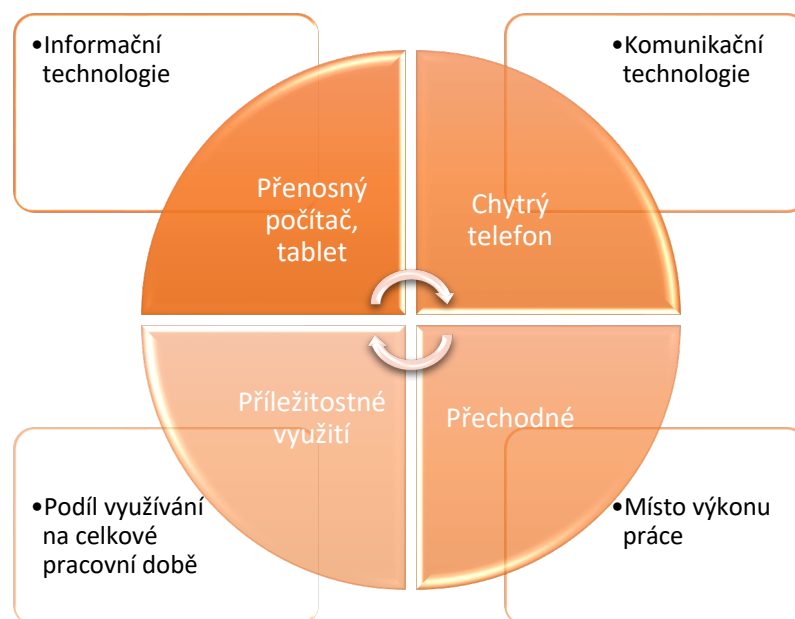 •Informační
technologie
•Komunikační
technologie
Přenosný
počítač,
tablet
Chytrý
telefon
Příležitostné
využití
Přechodné
•Podíl využívání
na celkové
pracovní době
•Místo výkonu
práce